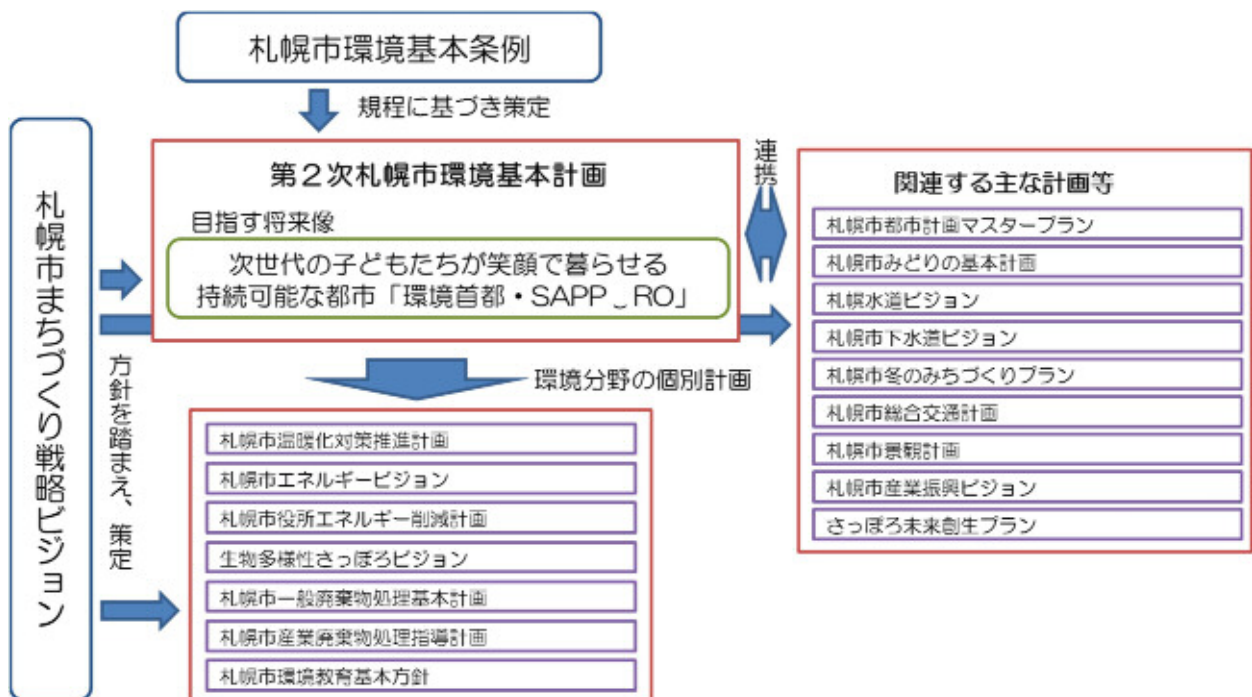 札幌市環境基本条例
規程に基づき策定
札幌市まちづくり戦略ビジョン
方針を踏まえ、策定
第２次札幌市環境基本計画
目指す将来像
次世代の子どもたちが笑顔で暮らせる
持続可能な都市「環境首都・SAPP‿RO」
連携
関連する主な計画等
札幌市都市計画マスタープラン
札幌市みどりの基本計画
札幌水道ビジョン
札幌市下水道ビジョン
札幌市冬のみちづくりプラン
札幌市総合交通計画
札幌市景観計画
札幌市産業振興ビジョン
さっぽろ未来創生プラン
環境分野の個別計画
札幌市温暖化対策推進計画
札幌市エネルギービジョン
札幌市役所エネルギー削減計画
生物多様性さっぽろビジョン
札幌市一般廃棄物処理基本計画
札幌市産業廃棄物処理指導計画
札幌市環境教育基本方針